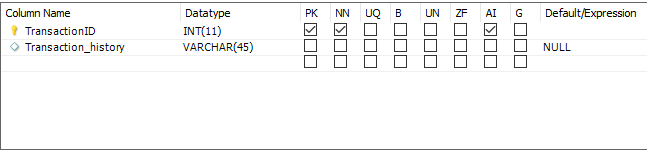 Column Name Datatype PK NN UQ B UN ZF AI G Default/Expression
TransactionID INT(11)
Transaction_history VARCHAR(45) NULL